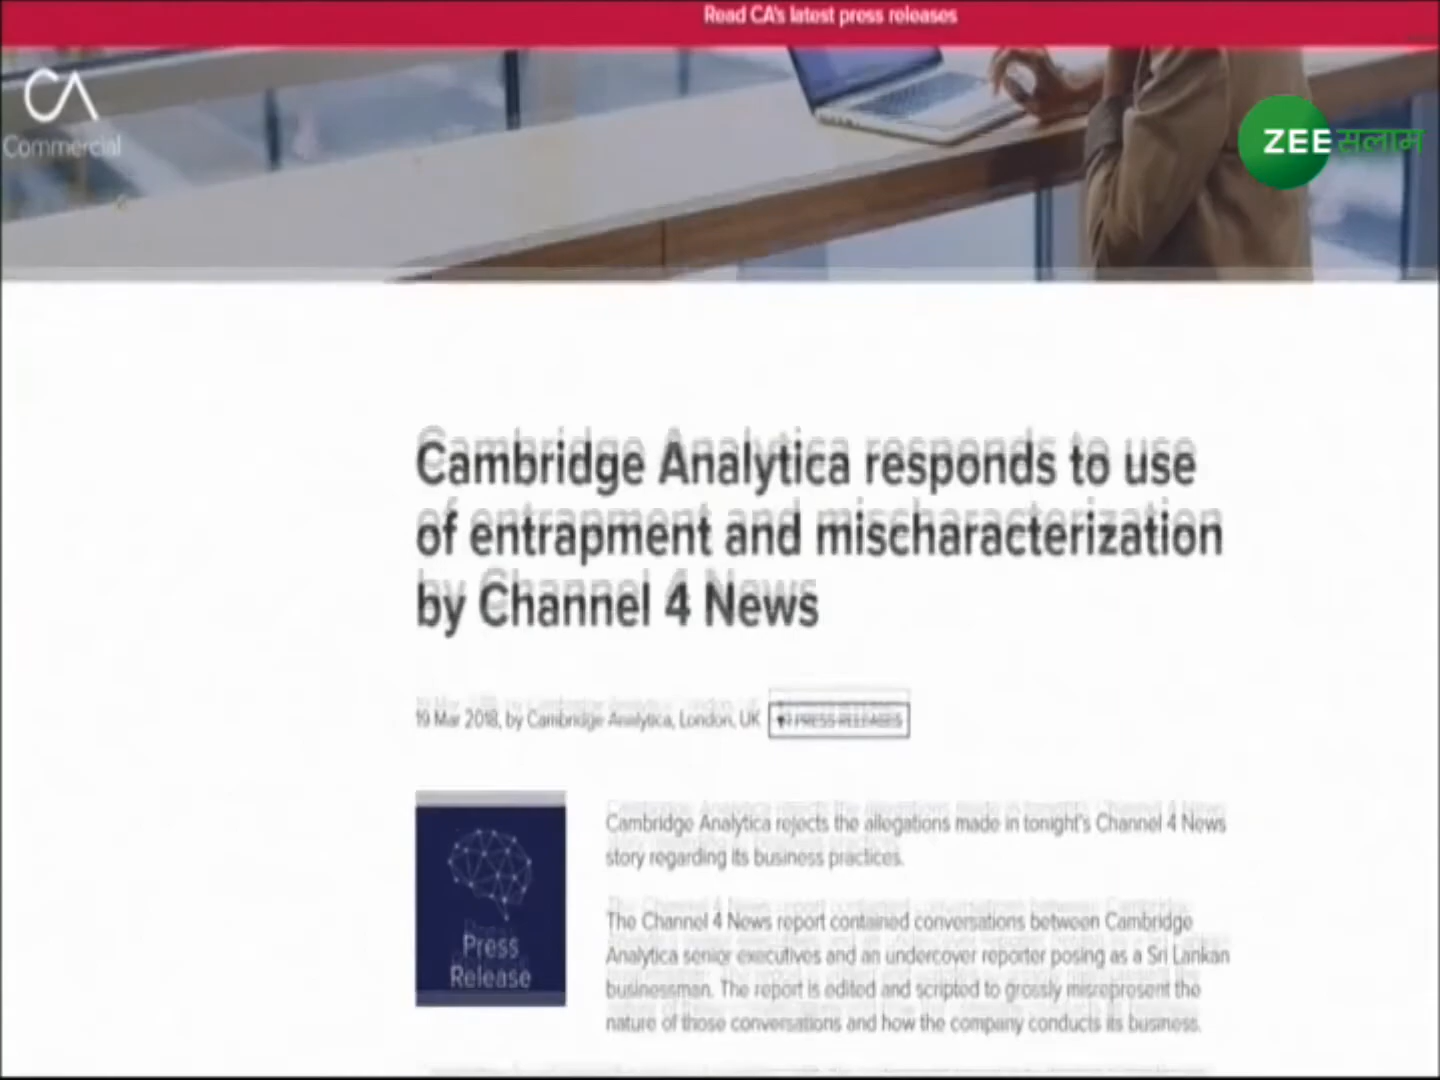 Read CA's latest press releases
CA
Commercial
ZEE सलाम
Cambridge Analytica responds to use
of entrapment and mischaracterization
by Channel 4 News
19 Mar 2018, by Cambridge Analytica, London, UK
PRESS RELEASES
Press
Release
Cambridge Analytica rejects the allegations made in tonight's Channel 4 News
story regarding its business practices.
The Channel 4 News report contained conversations between Cambridge
Analytica senior executives and an undercover reporter posing as a Sri Lankan
businessman. The report is edited and scripted to grossly misrepresent the
nature of those conversations and how the company conducts its business.